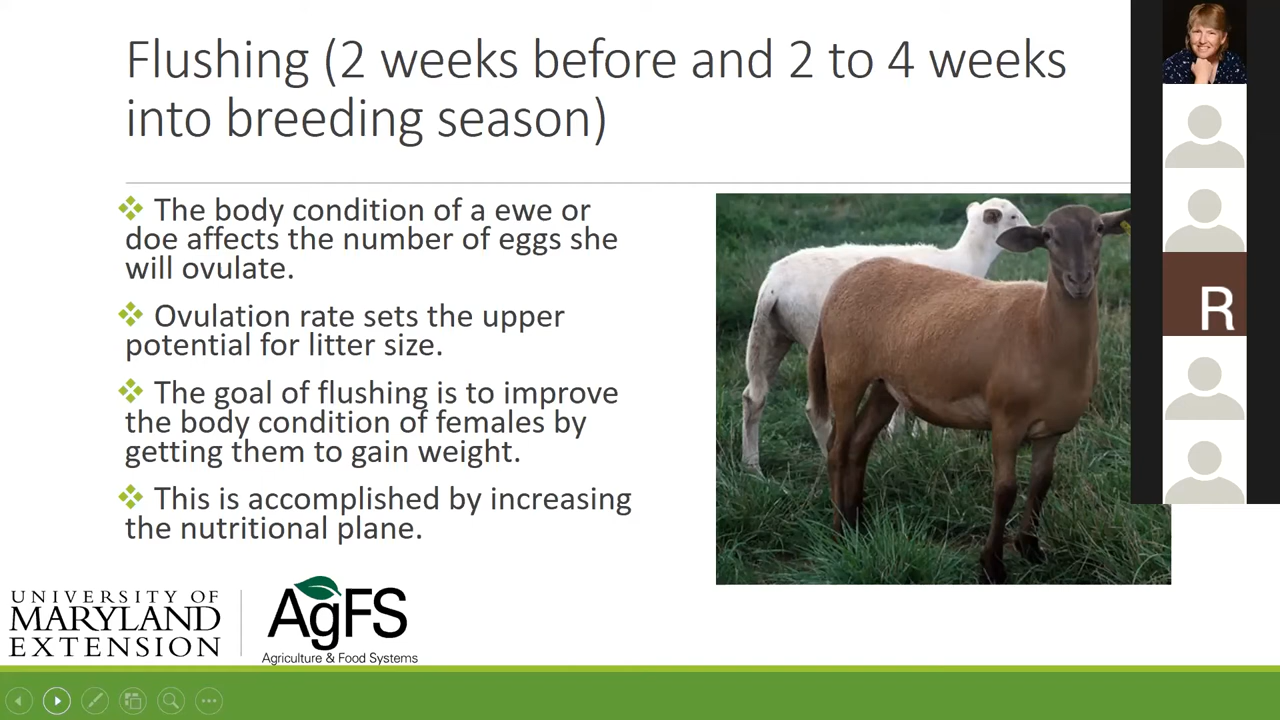 Flushing (2 weeks before and 2 to 4 weeks
into breeding season)
The body condition of a ewe or
doe affects the number of eggs she
will ovulate.
Ovulation rate sets the upper
potential for litter size.
The goal of flushing is to improve
the body condition of females by
getting them to gain weight.
This is accomplished by increasing
the nutritional plane.
R
UNIVERSITY OF
MARYLAND
EXTENSION
AgFS
Agriculture & Food Systems